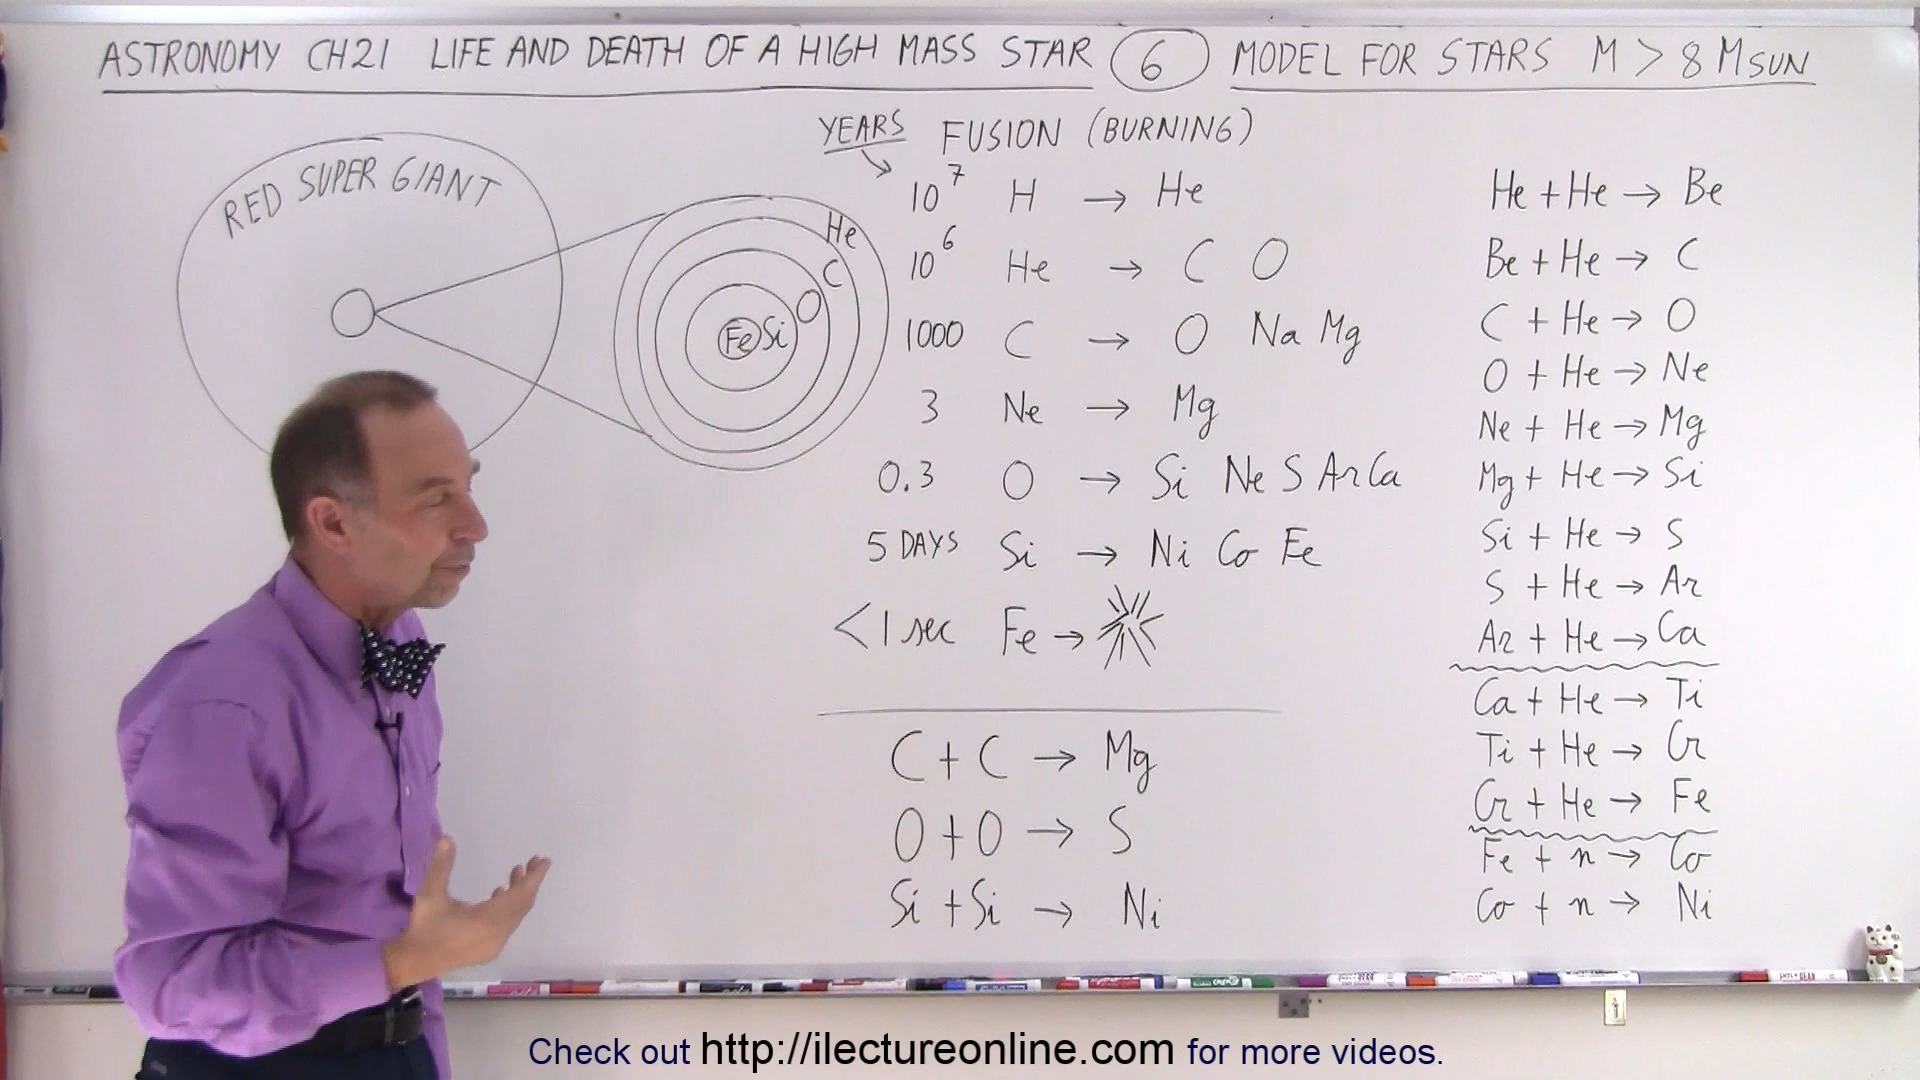 ASTRONOMY CH21 LIFE AND DEATH OF A HIGH MASS STAR 6 MODEL FOR STARS M > 8 MSUN
RED SUPER GIANT
He
C
O
Si
Fe
YEARS FUSION (BURNING)
10⁷ H → He
10⁶ He → C O
1000 C → O Na Mg
3 Ne → Mg
0.3 O → Si Ne S Ar Ca
5 DAYS Si → Ni Co Fe
<1 sec Fe →
C + C → Mg
O + O → S
Si + Si → Ni
He + He → Be
Be + He → C
C + He → O
O + He → Ne
Ne + He → Mg
Mg + He → Si
Si + He → S
S + He → Ar
Ar + He → Ca
Ca + He → Ti
Ti + He → Cr
Cr + He → Fe
Fe + n → Co
Co + n → Ni
Check out http://ilectureonline.com for more videos.